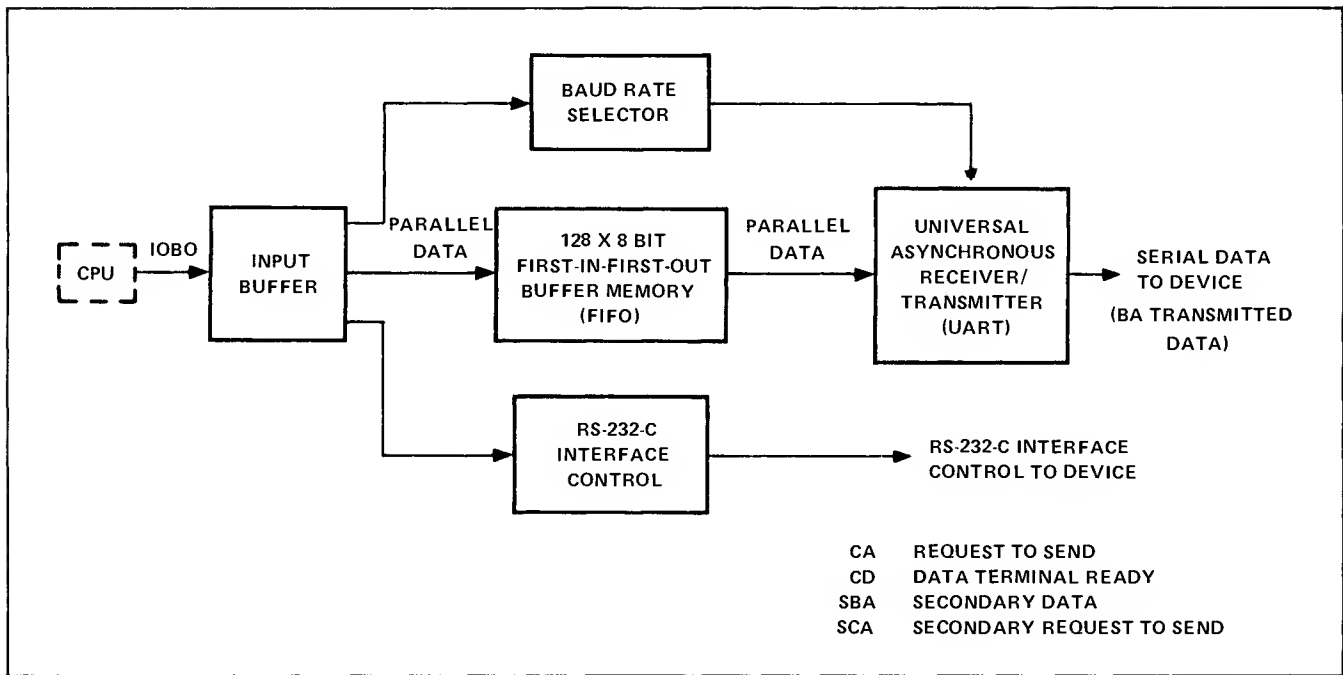 BAUD RATE
SELECTOR
CPU
IOBO
INPUT
BUFFER
PARALLEL
DATA
128 X 8 BIT
FIRST-IN-FIRST-OUT
BUFFER MEMORY
(FIFO)
PARALLEL
DATA
UNIVERSAL
ASYNCHRONOUS
RECEIVER/
TRANSMITTER
(UART)
SERIAL DATA
TO DEVICE
(BA TRANSMITTED
DATA)
RS-232-C
INTERFACE
CONTROL
RS-232-C INTERFACE
CONTROL TO DEVICE
CA REQUEST TO SEND
CD DATA TERMINAL READY
SBA SECONDARY DATA
SCA SECONDARY REQUEST TO SEND